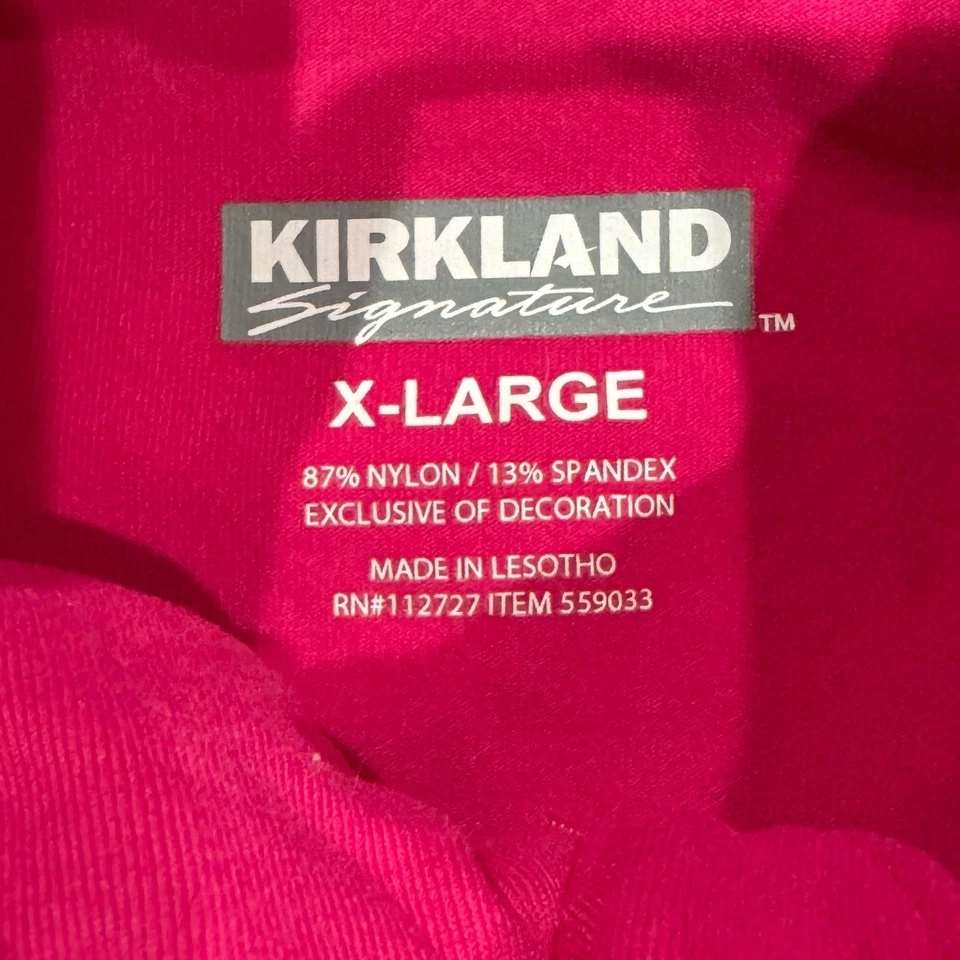 KIRKLAND
Signature
TM
X-LARGE
87% NYLON / 13% SPANDEX
EXCLUSIVE OF DECORATION
MADE IN LESOTHO
RN#112727 ITEM 559033